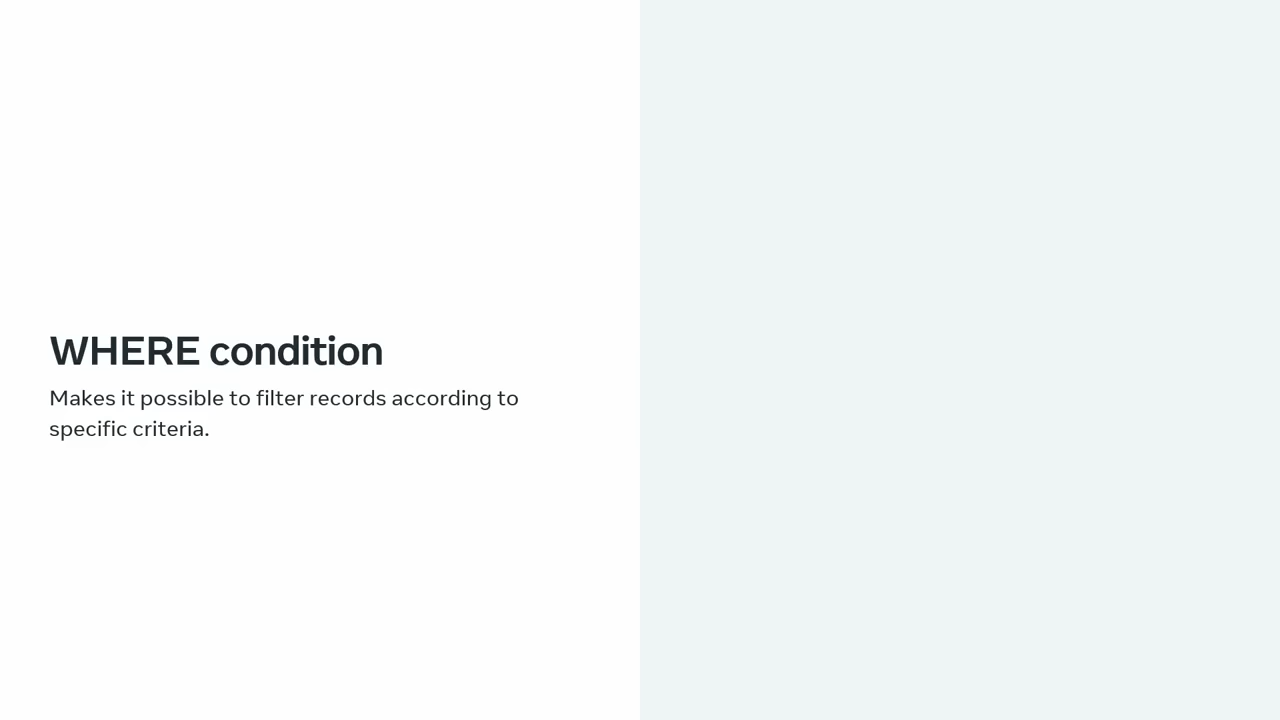 WHERE condition
Makes it possible to filter records according to
specific criteria.